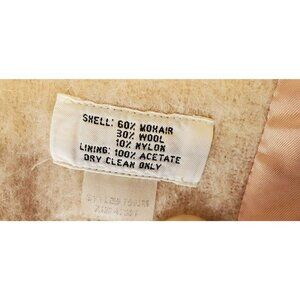 SHELL: 60% MOHAIR
30% WOOL
10% NYLON
LINING: 100% ACETATE
DRY CLEAN ONLY